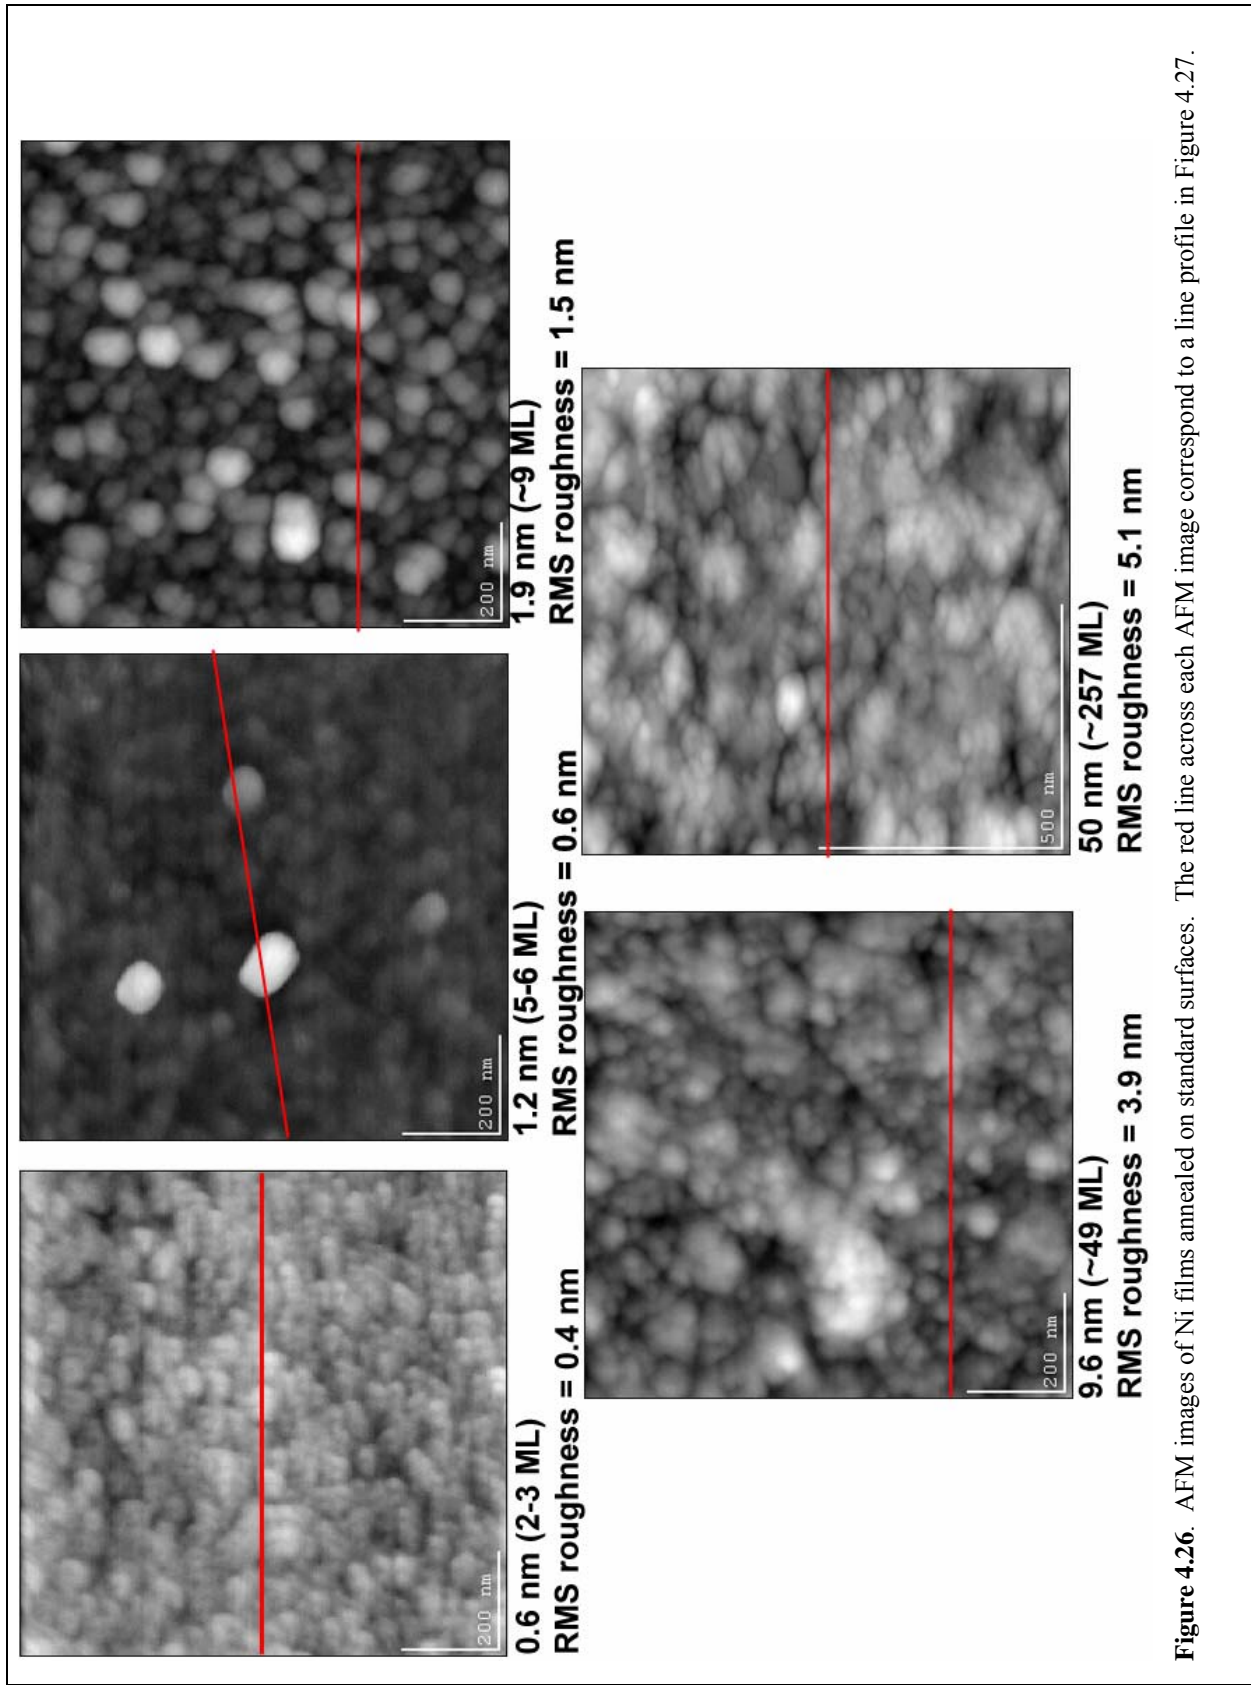 200 nm
0.6 nm (2-3 ML)
RMS roughness = 0.4 nm
200 nm
1.2 nm (5-6 ML)
RMS roughness = 0.6 nm
200 nm
1.9 nm (~9 ML)
RMS roughness = 1.5 nm
200 nm
9.6 nm (~49 ML)
RMS roughness = 3.9 nm
500 nm
50 nm (~257 ML)
RMS roughness = 5.1 nm
Figure 4.26. AFM images of Ni films annealed on standard surfaces. The red line across each AFM image correspond to a line profile in Figure 4.27.